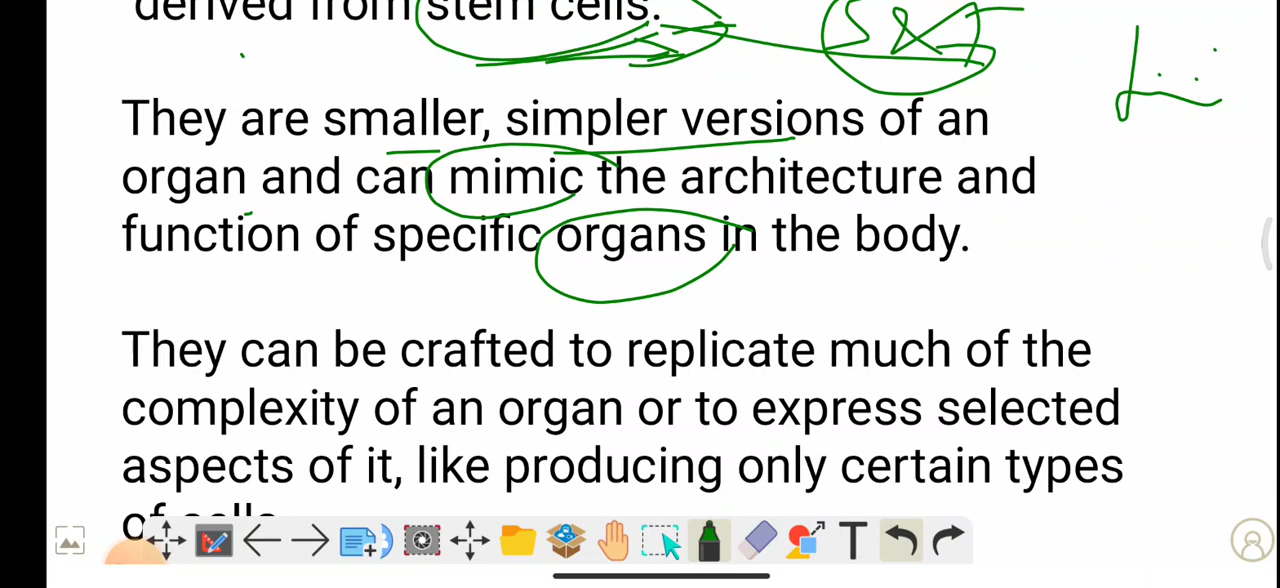 derived from stem cells.
S&T
They are smaller, simpler versions of an
organ and can mimic the architecture and
function of specific organs in the body.
They can be crafted to replicate much of the
complexity of an organ or to express selected
aspects of it, like producing only certain types
of cells